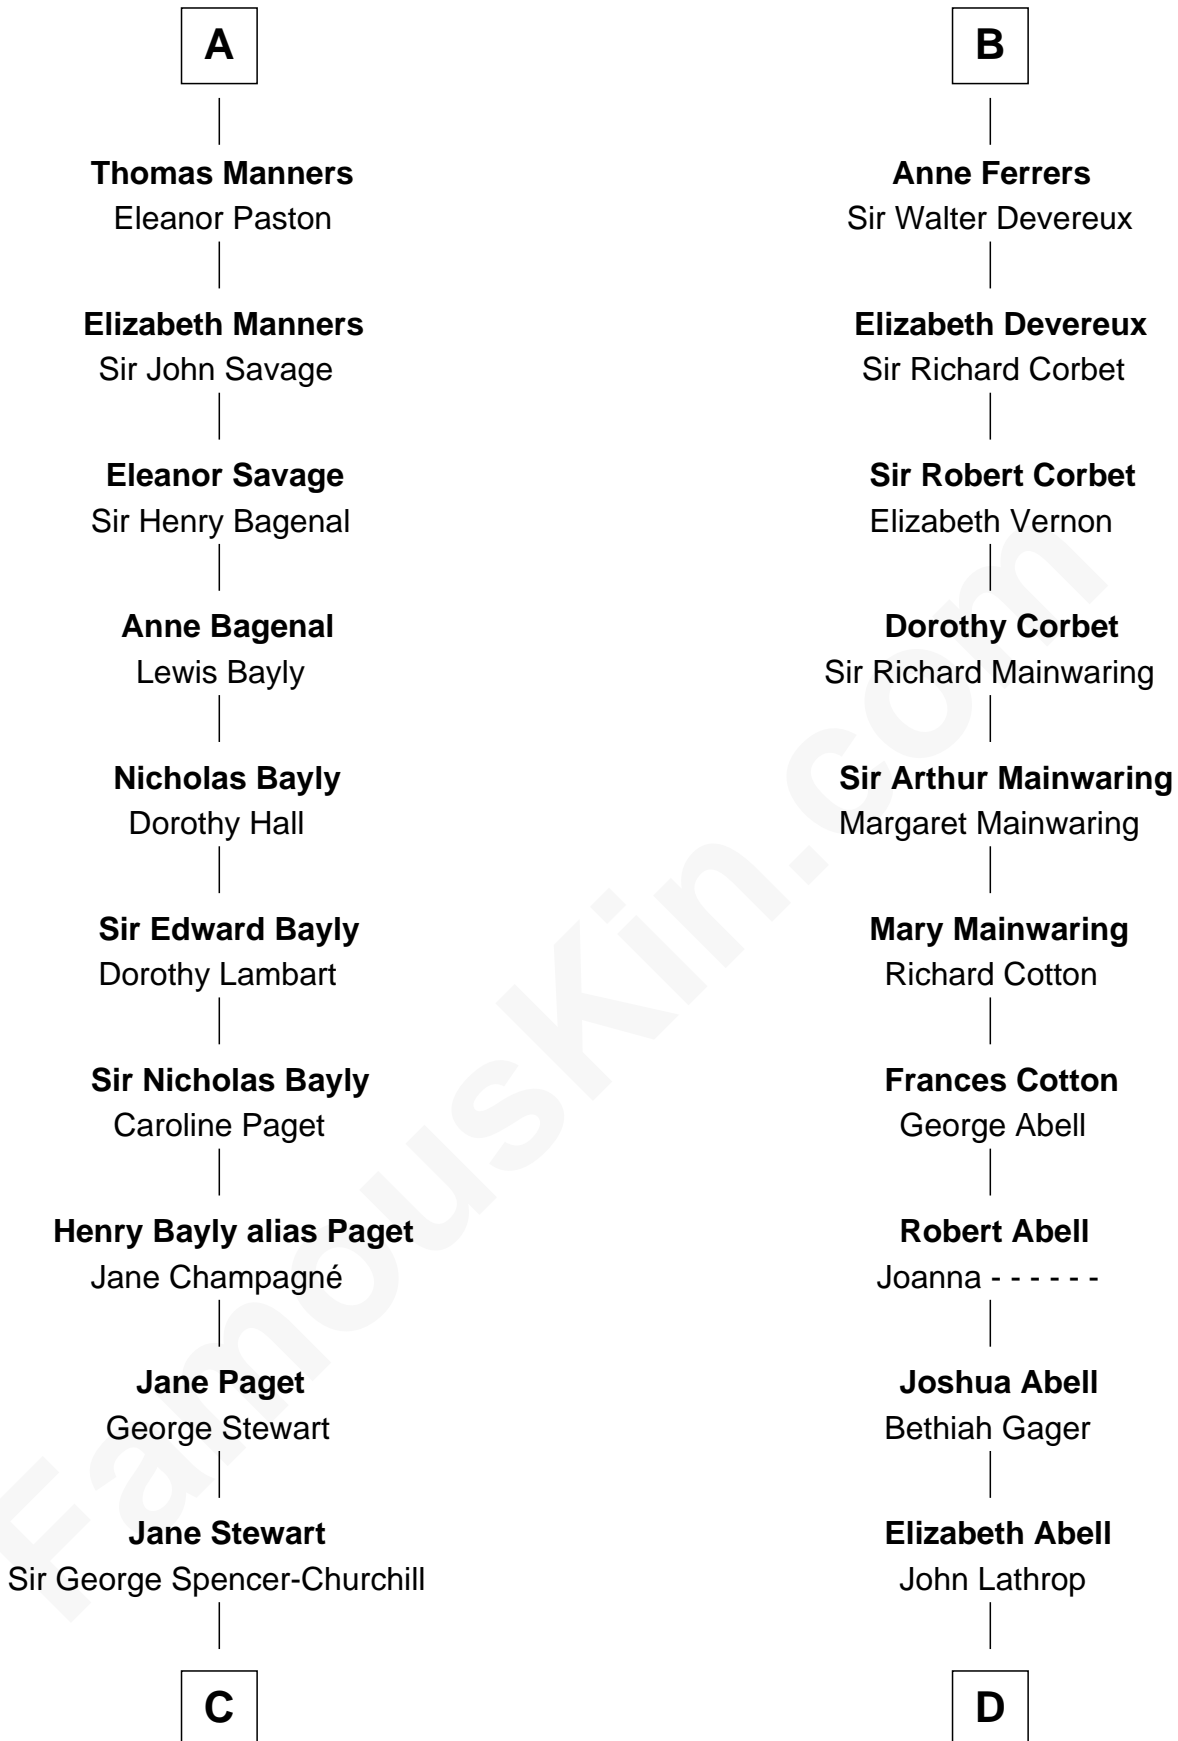 A
Thomas Manners
Eleanor Paston
Elizabeth Manners
Sir John Savage
Eleanor Savage
Sir Henry Bagenal
Anne Bagenal
Lewis Bayly
Nicholas Bayly
Dorothy Hall
Sir Edward Bayly
Dorothy Lambart
Sir Nicholas Bayly
Caroline Paget
Henry Bayly alias Paget
Jane Champagné
Jane Paget
George Stewart
Jane Stewart
Sir George Spencer-Churchill
C
B
Anne Ferrers
Sir Walter Devereux
Elizabeth Devereux
Sir Richard Corbet
Sir Robert Corbet
Elizabeth Vernon
Dorothy Corbet
Sir Richard Mainwaring
Sir Arthur Mainwaring
Margaret Mainwaring
Mary Mainwaring
Richard Cotton
Frances Cotton
George Abell
Robert Abell
Joanna - - - - - -
Joshua Abell
Bethiah Gager
Elizabeth Abell
John Lathrop
D
FamousKin.com